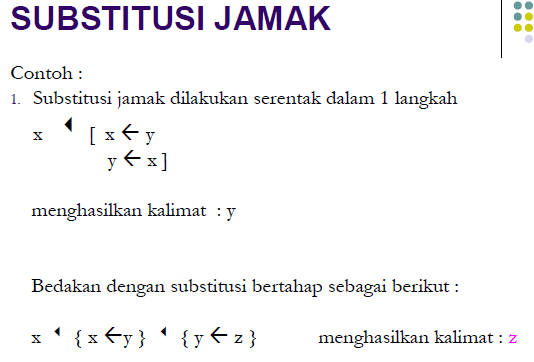 SUBSTITUSI JAMAK
Contoh :
1. Substitusi jamak dilakukan serentak dalam 1 langkah
x ◂ [ x ← y
y ← x ]
menghasilkan kalimat : y
Bedakan dengan substitusi bertahap sebagai berikut :
x ◂ { x ←y } ◂ { y ← z } menghasilkan kalimat : z